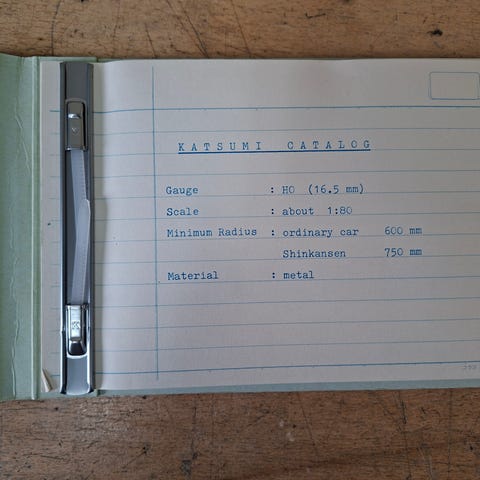 KATSUMI CATALOG
Gauge : HO (16.5 mm)
Scale : about 1:80
Minimum Radius : ordinary car 600 mm
Shinkansen 750 mm
Material : metal